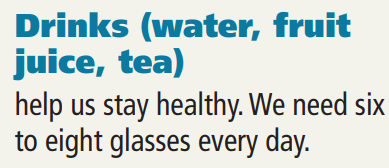 Drinks (water, fruit
juice, tea)
help us stay healthy. We need six
to eight glasses every day.